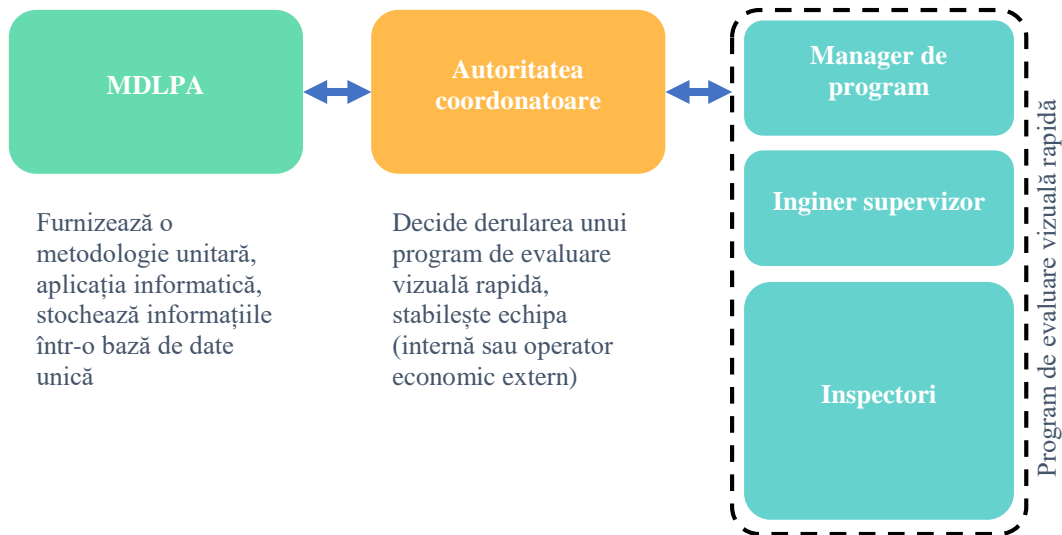 MDLPA
Furnizează o
metodologie unitară,
aplicația informatică,
stochează informațiile
într-o bază de date
unică
Autoritatea
coordonatoare
Decide derularea unui
program de evaluare
vizuală rapidă,
stabilește echipa
(internă sau operator
economic extern)
Manager de
program
Inginer supervizor
Inspectori
Program de evaluare vizuală rapidă